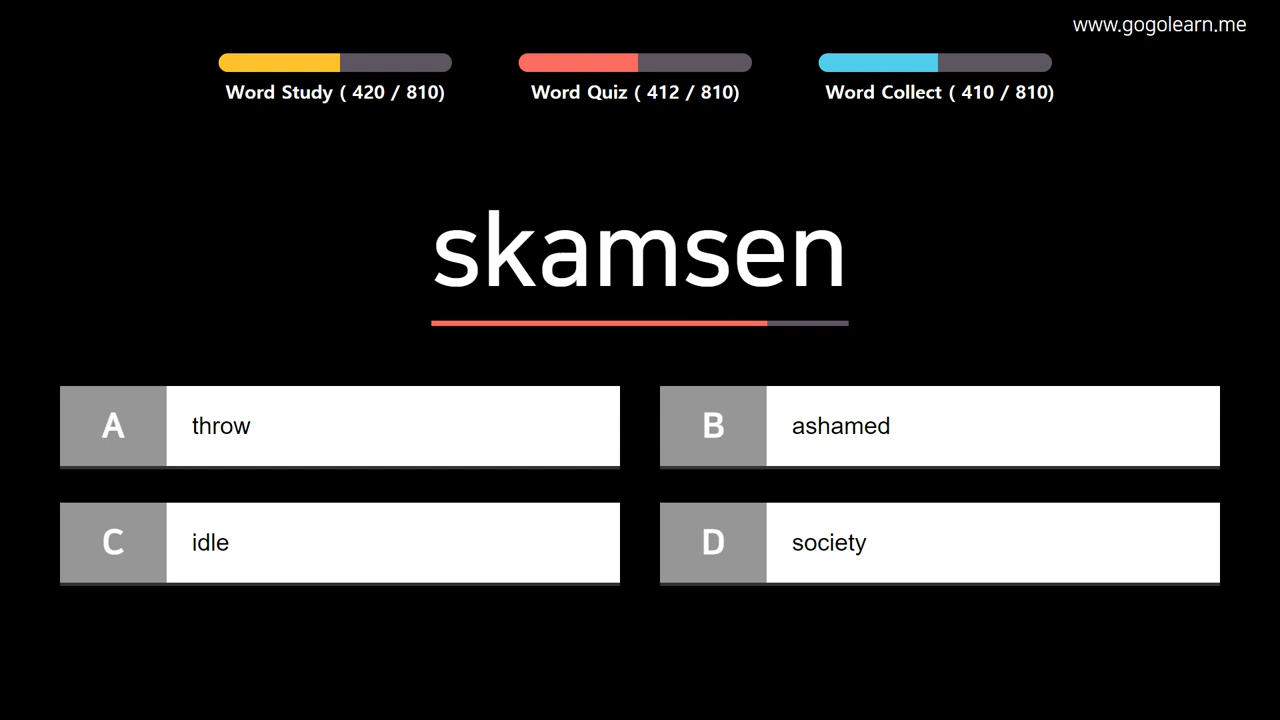 www.gogolearn.me
Word Study ( 420 / 810)
Word Quiz ( 412 / 810)
Word Collect ( 410 / 810)
skamsen
A throw
B ashamed
C idle
D society